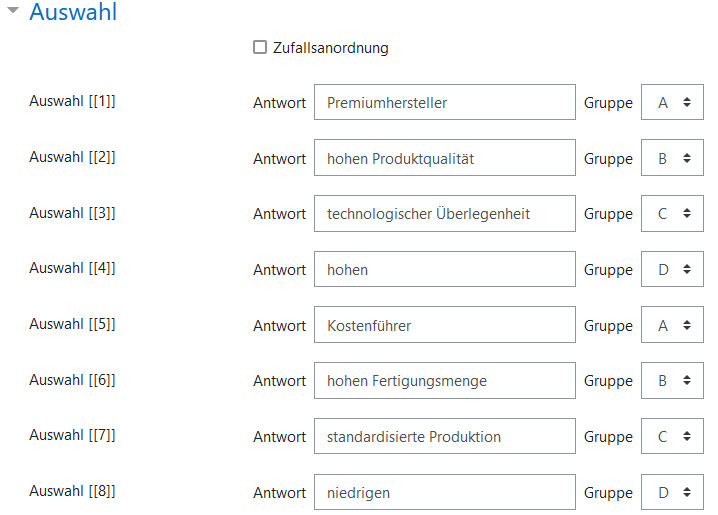 Auswahl
Zufallsanordnung
Auswahl [[1]] Antwort Premiumhersteller Gruppe A
Auswahl [[2]] Antwort hohen Produktqualität Gruppe B
Auswahl [[3]] Antwort technologischer Überlegenheit Gruppe C
Auswahl [[4]] Antwort hohen Gruppe D
Auswahl [[5]] Antwort Kostenführer Gruppe A
Auswahl [[6]] Antwort hohen Fertigungsmenge Gruppe B
Auswahl [[7]] Antwort standardisierte Produktion Gruppe C
Auswahl [[8]] Antwort niedrigen Gruppe D